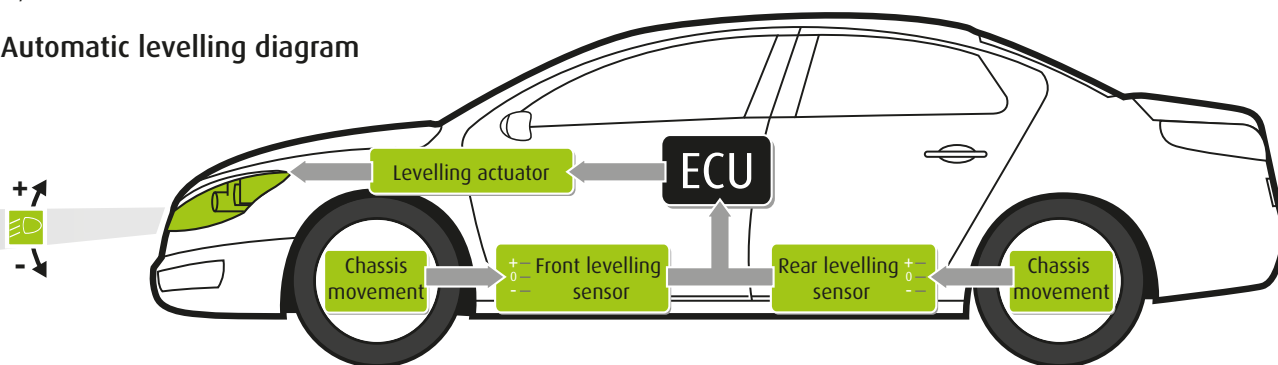 Automatic levelling diagram
Levelling actuator
ECU
+
-
Chassis
movement
+
0
-
Front levelling
sensor
Rear levelling
sensor
+
0
-
Chassis
movement